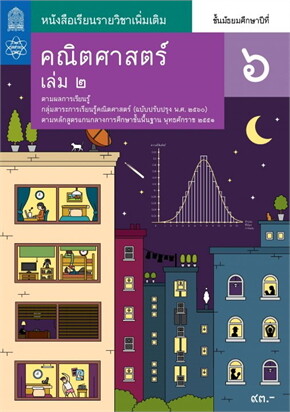 หนังสือเรียนรายวิชาเพิ่มเติม
ชั้นมัธยมศึกษาปีที่
คณิตศาสตร์
๖
เล่ม ๒
ตามผลการเรียนรู้
กลุ่มสาระการเรียนรู้คณิตศาสตร์ (ฉบับปรับปรุง พ.ศ. ๒๕๖๐)
ตามหลักสูตรแกนกลางการศึกษาขั้นพื้นฐาน พุทธศักราช ๒๕๕๑
๙๓.-